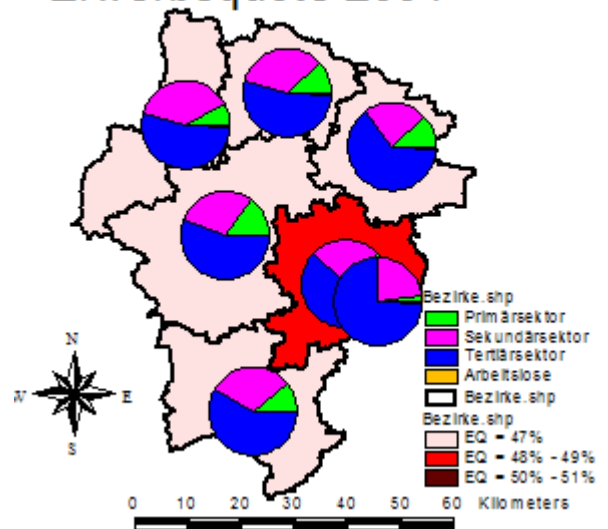 Bezirke.shp
Primärsektor
Sekundärsektor
Tertiärsektor
Arbeitslose
Bezirke.shp
Bezirke.shp
EQ = 47%
EQ = 48% - 49%
EQ = 50% - 51%
N
W E
S
0 10 20 30 40 50 60 Kilometers